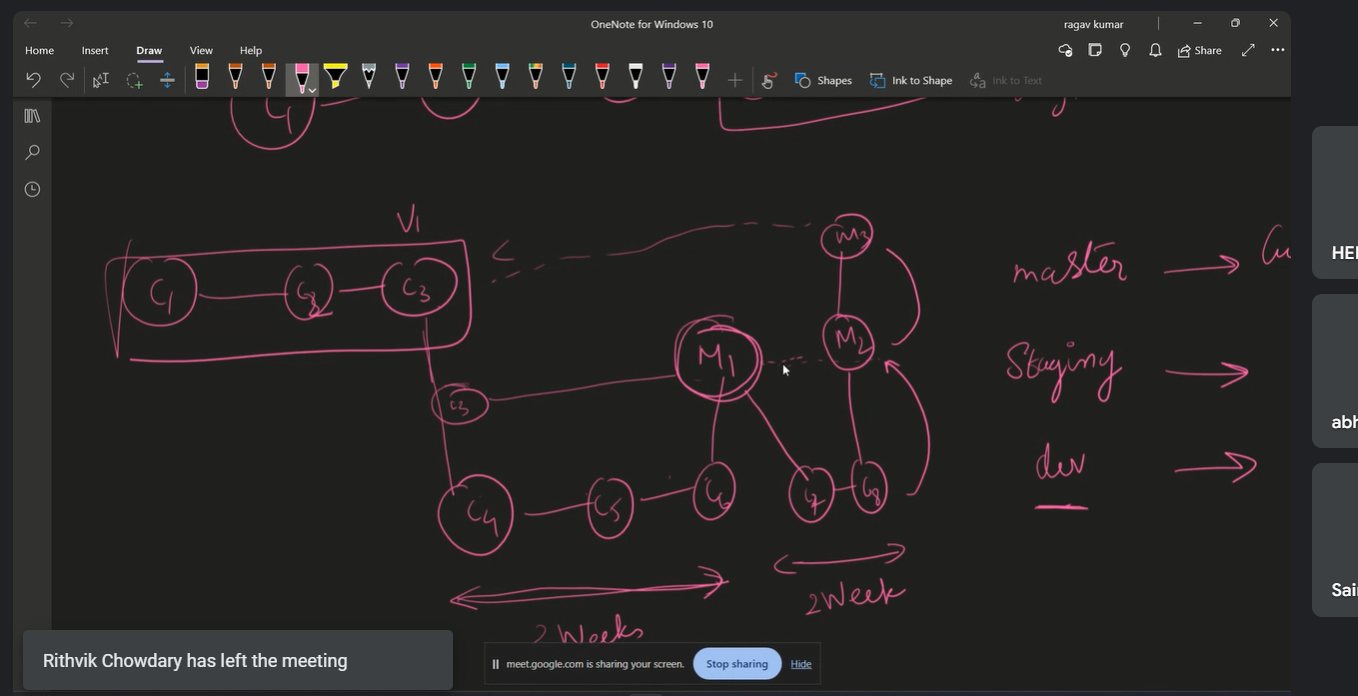 OneNote for Windows 10
ragav kumar
Home Insert Draw View Help
Share
Shapes Ink to Shape Ink to Text
C1
V1
C1 C3
M3
master
M1 M2
Staging
C3
dev
C4 C5 C6 C7 C8
2 Week
2 Weeks
HE
abh
Sai
Rithvik Chowdary has left the meeting
meet.google.com is sharing your screen. Stop sharing Hide